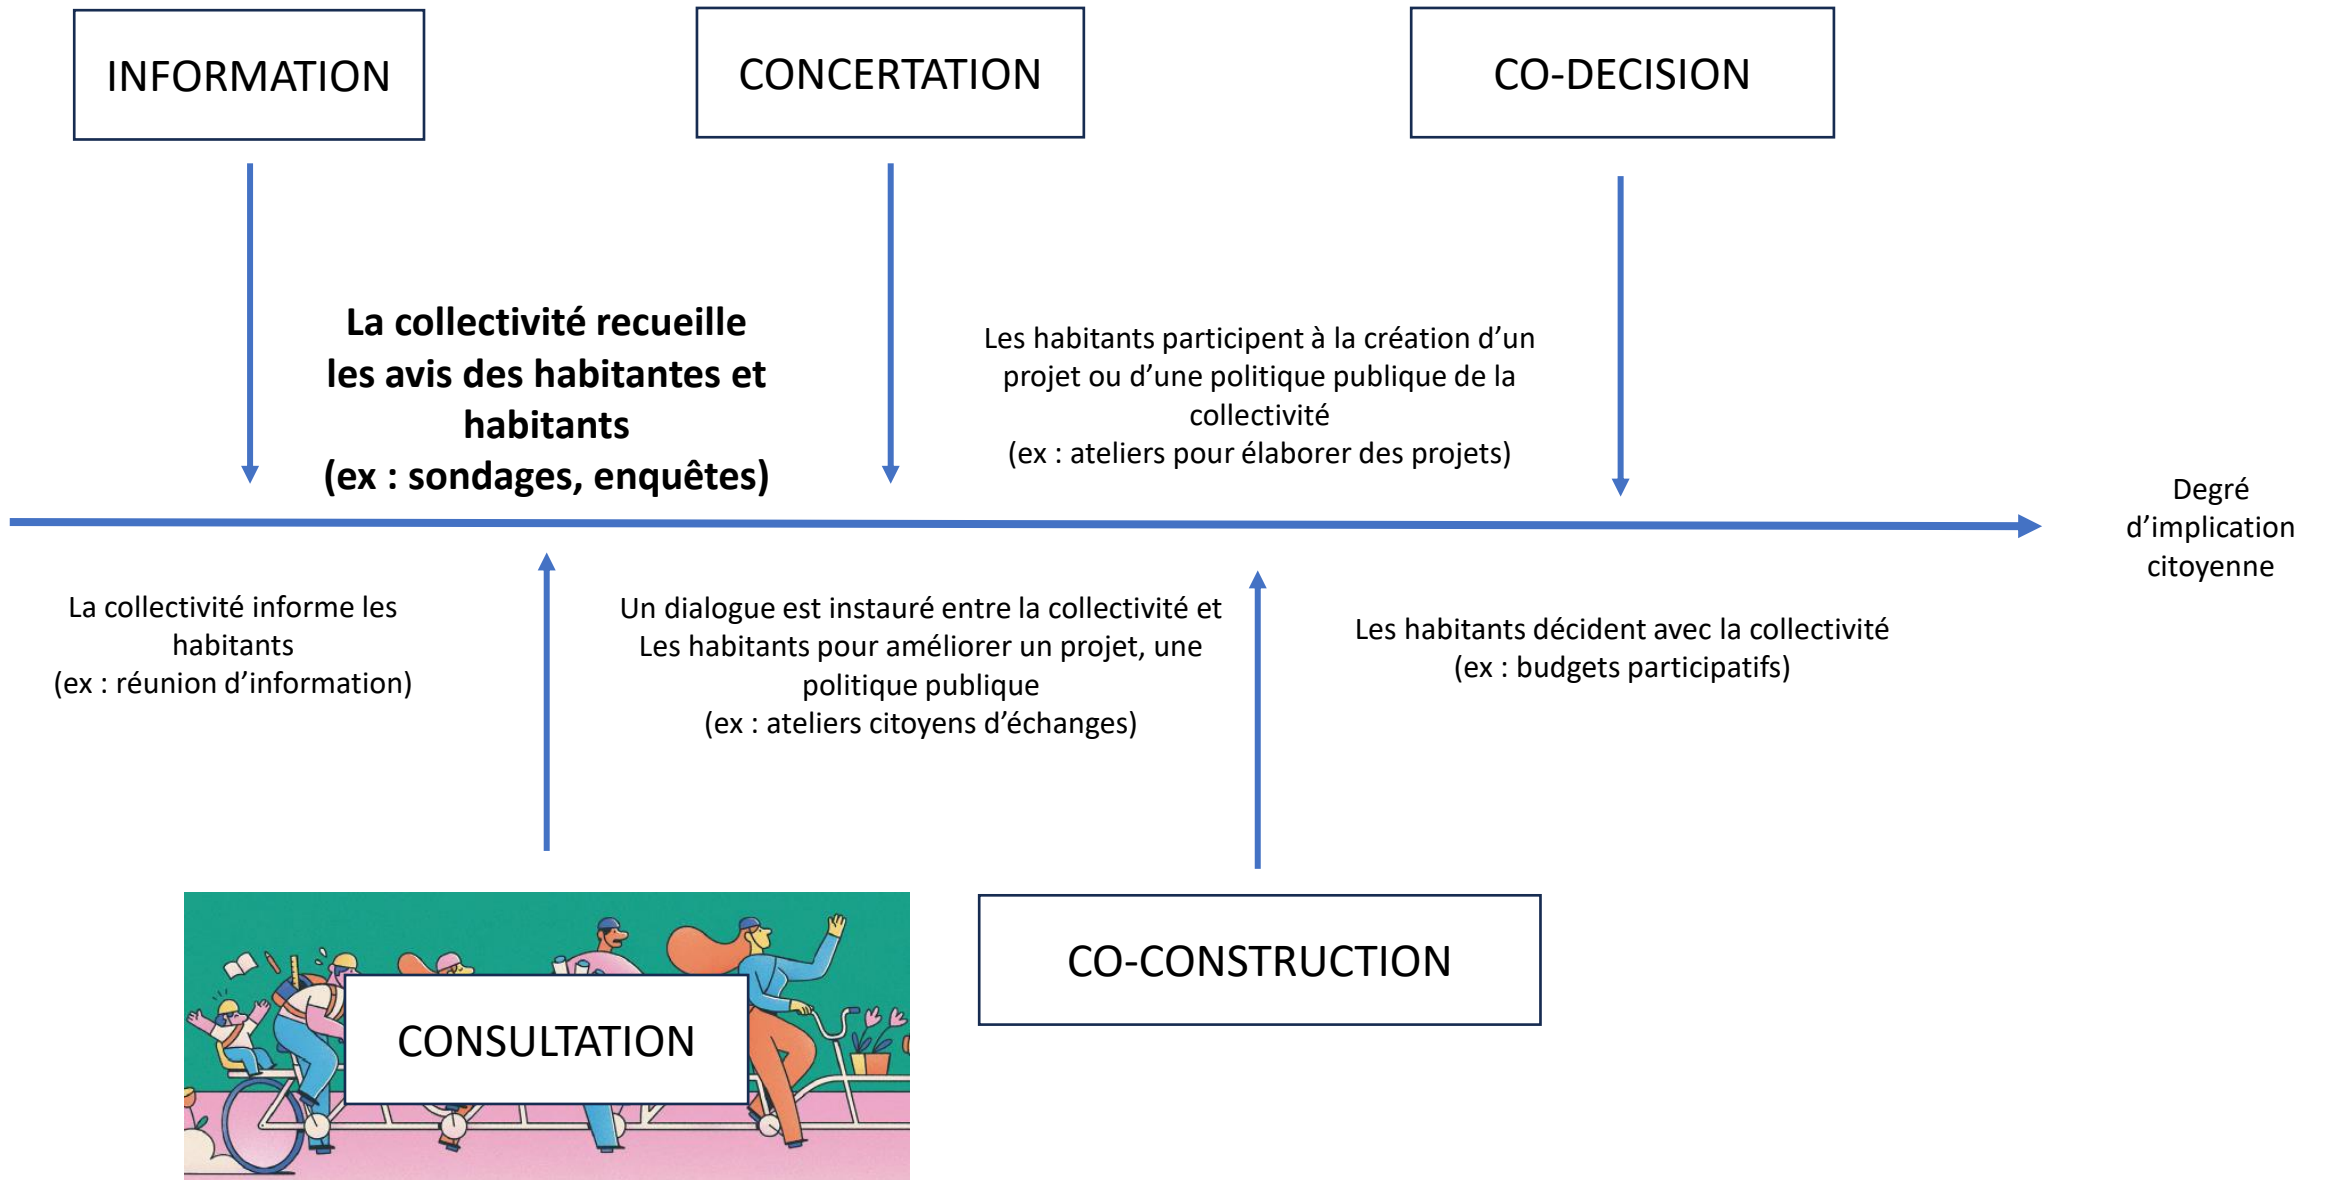 INFORMATION
CONCERTATION
CO-DECISION
La collectivité recueille
les avis des habitantes et
habitants
(ex : sondages, enquêtes)
Les habitants participent à la création d’un
projet ou d’une politique publique de la
collectivité
(ex : ateliers pour élaborer des projets)
Degré
d’implication
citoyenne
La collectivité informe les
habitants
(ex : réunion d’information)
Un dialogue est instauré entre la collectivité et
Les habitants pour améliorer un projet, une
politique publique
(ex : ateliers citoyens d’échanges)
Les habitants décident avec la collectivité
(ex : budgets participatifs)
CONSULTATION
CO-CONSTRUCTION